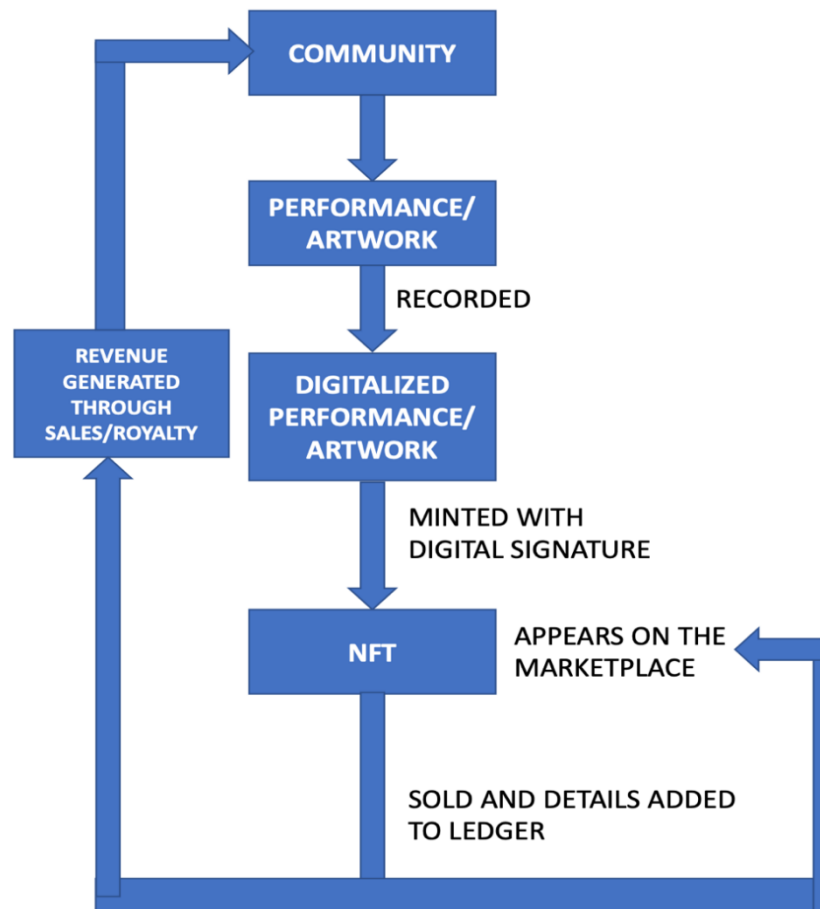 COMMUNITY
PERFORMANCE/
ARTWORK
RECORDED
REVENUE
GENERATED
THROUGH
SALES/ROYALTY
DIGITALIZED
PERFORMANCE/
ARTWORK
MINTED WITH
DIGITAL SIGNATURE
NFT
APPEARS ON THE
MARKETPLACE
SOLD AND DETAILS ADDED
TO LEDGER